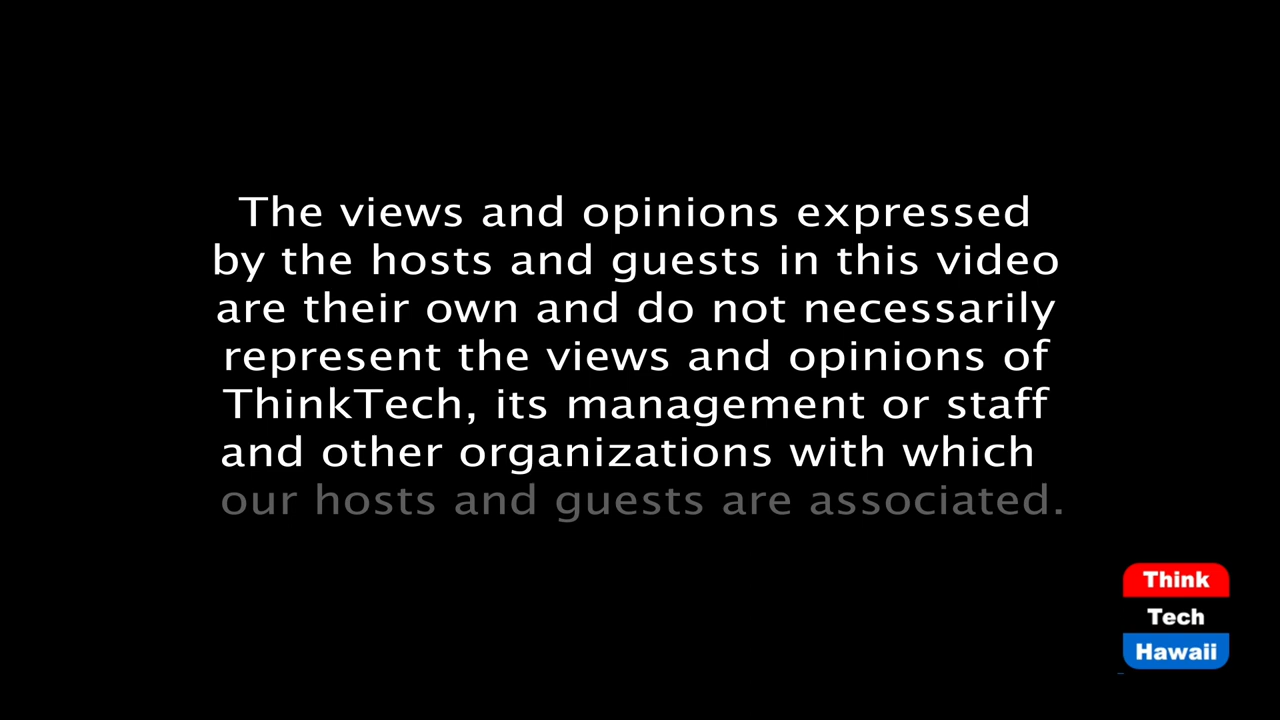 The views and opinions expressed
by the hosts and guests in this video
are their own and do not necessarily
represent the views and opinions of
ThinkTech, its management or staff
and other organizations with which
our hosts and guests are associated.
Think
Tech
Hawaii